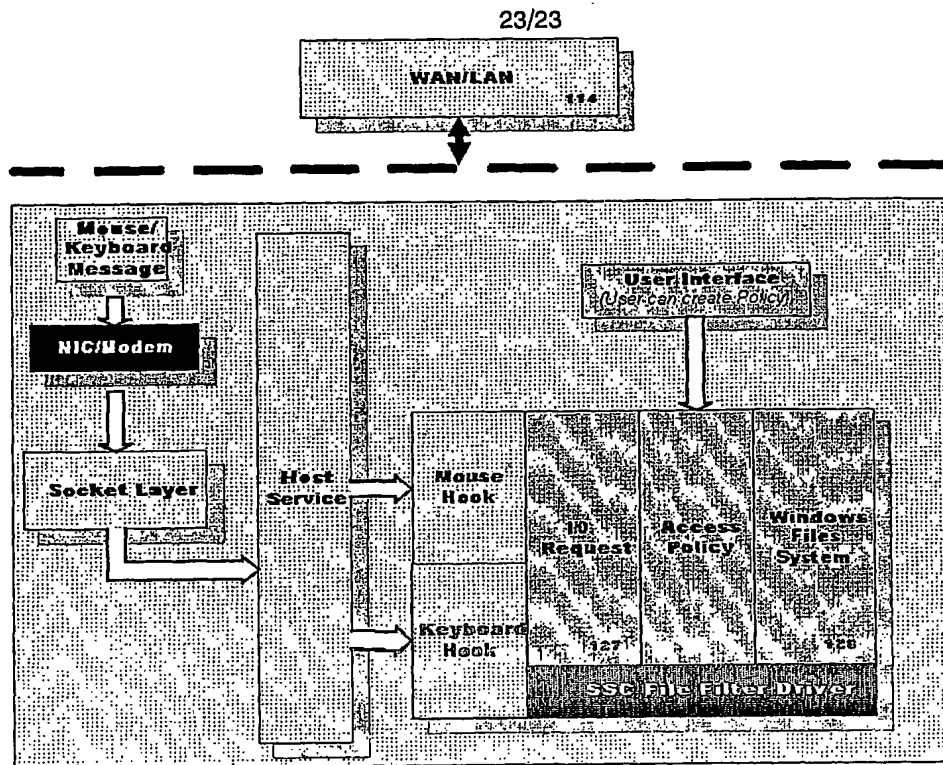 23/23
WAN/LAN
114
Mouse/
Keyboard
Message
NIC/Modem
Socket Layer
Host
Service
User Interface
(User can create Policy)
Mouse
Hook
Keyboard
Hook
I/O
Request
127
Access
Policy
Windows
Files
System
128
SSC File Filter Driver